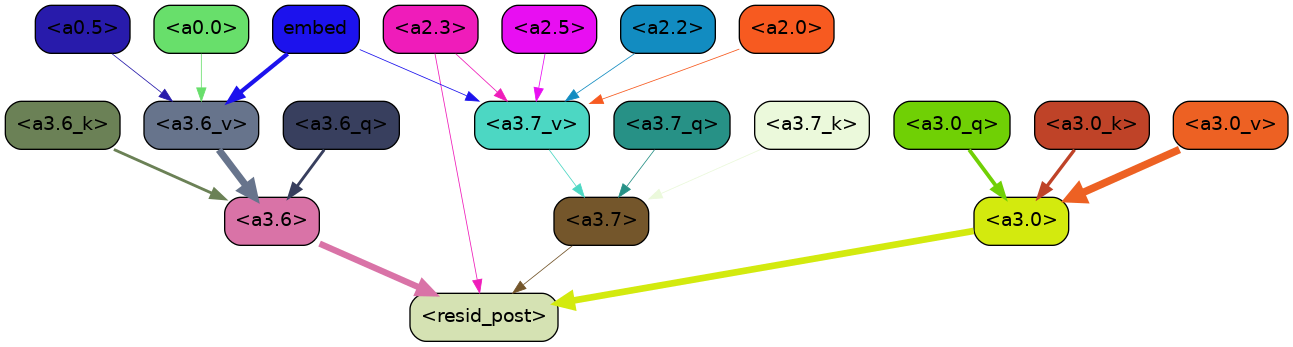 <a0.5> <a0.0> embed <a2.3> <a2.5> <a2.2> <a2.0>
<a3.6_k> <a3.6_v> <a3.6_q> <a3.7_v> <a3.7_q> <a3.7_k> <a3.0_q> <a3.0_k> <a3.0_v>
<a3.6> <a3.7> <a3.0>
<resid_post>